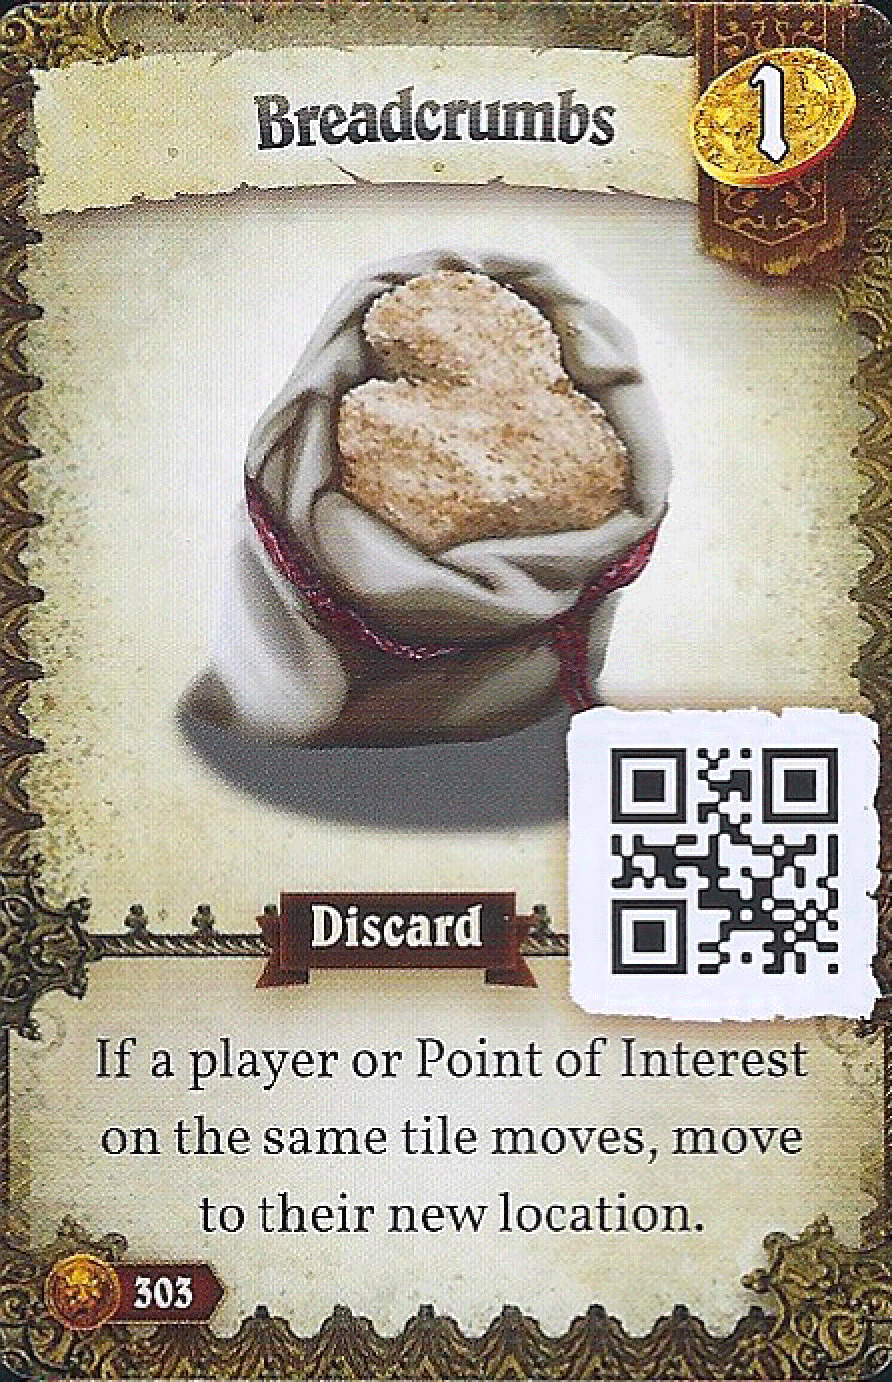 Breadcrumbs
1
Discard
If a player or Point of Interest
on the same tile moves, move
to their new location.
303